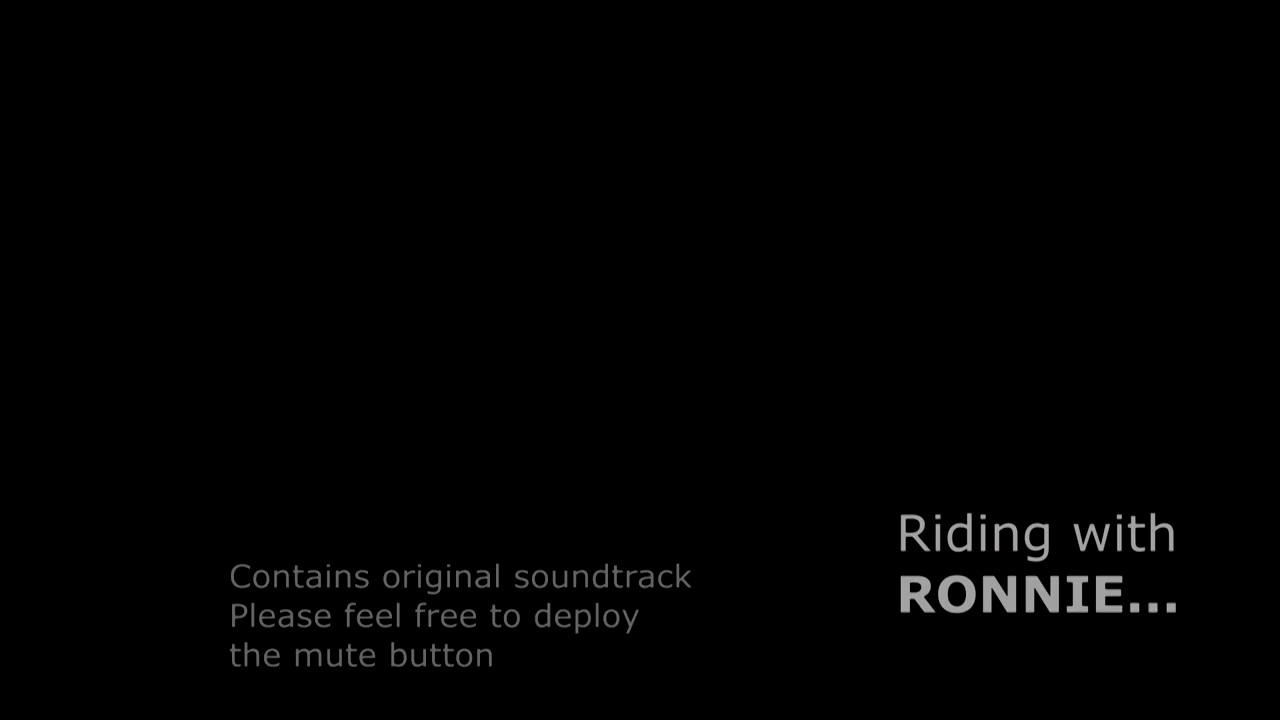 Riding with
RONNIE...
Contains original soundtrack
Please feel free to deploy
the mute button